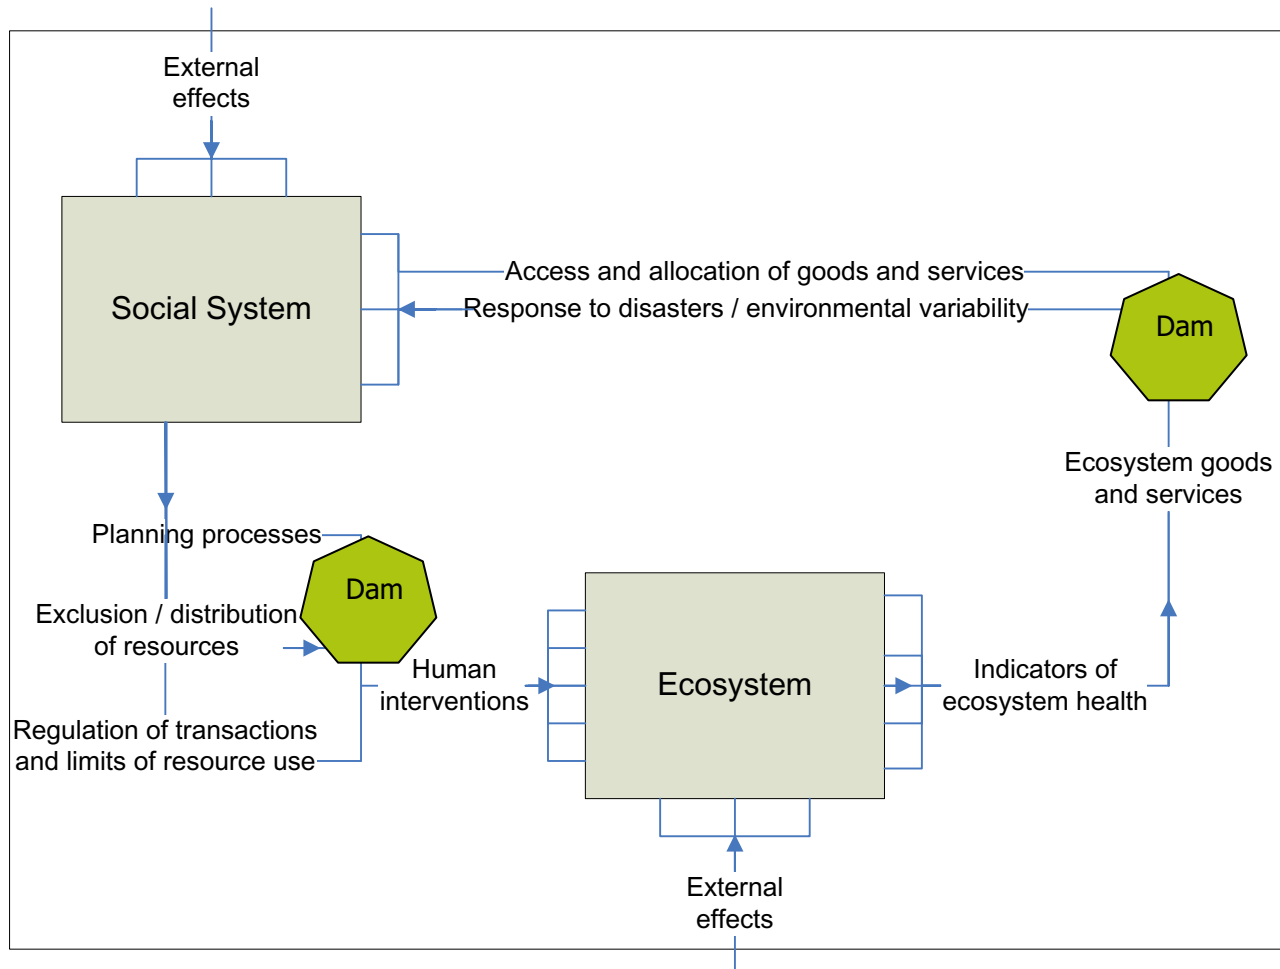 External
effects
Social System
Access and allocation of goods and services
Response to disasters / environmental variability
Dam
Ecosystem goods
and services
Planning processes
Dam
Exclusion / distribution
of resources
Human
interventions
Ecosystem
Indicators of
ecosystem health
Regulation of transactions
and limits of resource use
External
effects